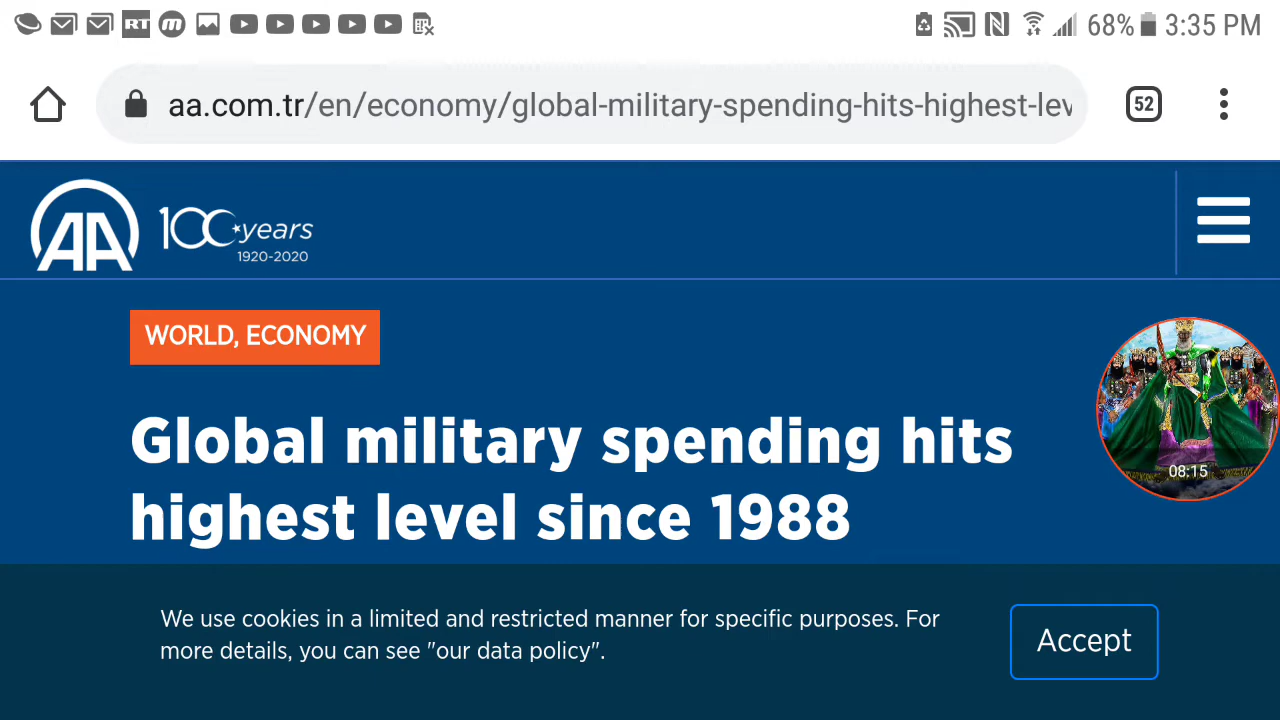 RT
m
68%
3:35 PM
aa.com.tr/en/economy/global-military-spending-hits-highest-lev
52
AA
100 years
1920-2020
WORLD, ECONOMY
Global military spending hits
highest level since 1988
08:15
We use cookies in a limited and restricted manner for specific purposes. For
more details, you can see "our data policy".
Accept